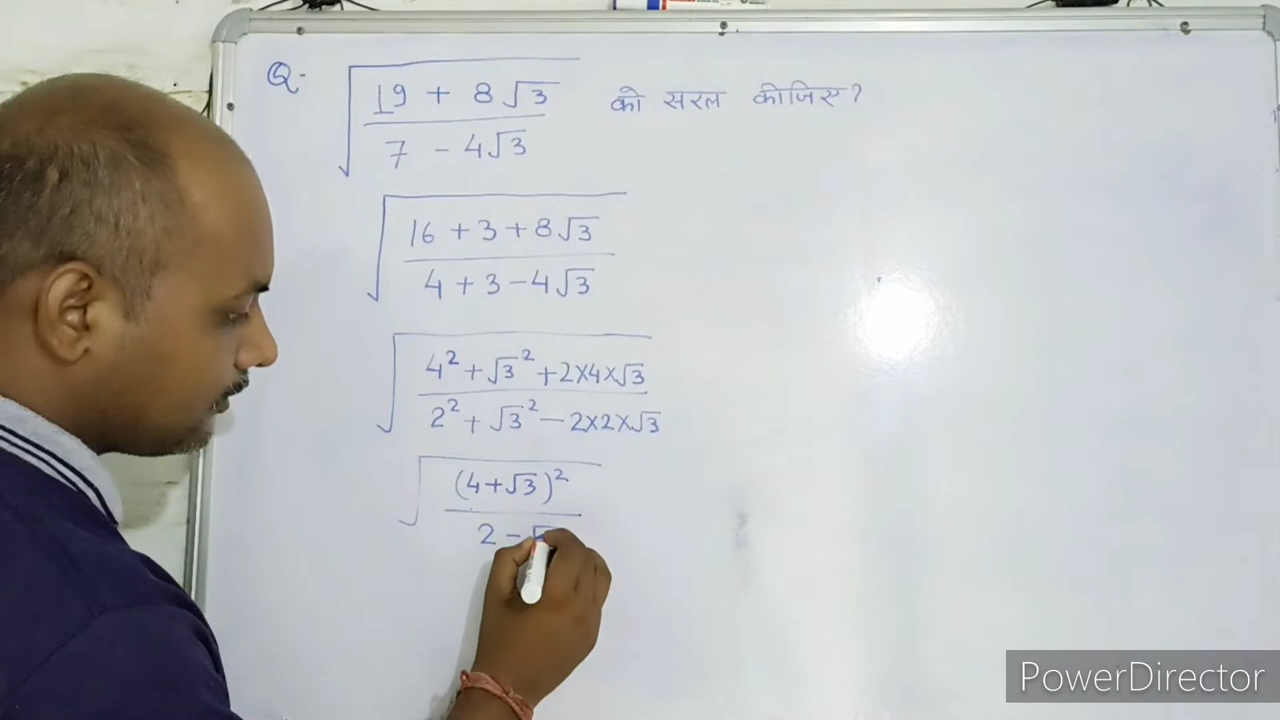 Q. √((19 + 8√3)/(7 - 4√3)) को सरल कीजिए?
√((16 + 3 + 8√3)/(4 + 3 - 4√3))
√((4² + √3² + 2×4×√3)/(2² + √3² - 2×2×√3))
√((4+√3)²/(2 -
PowerDirector